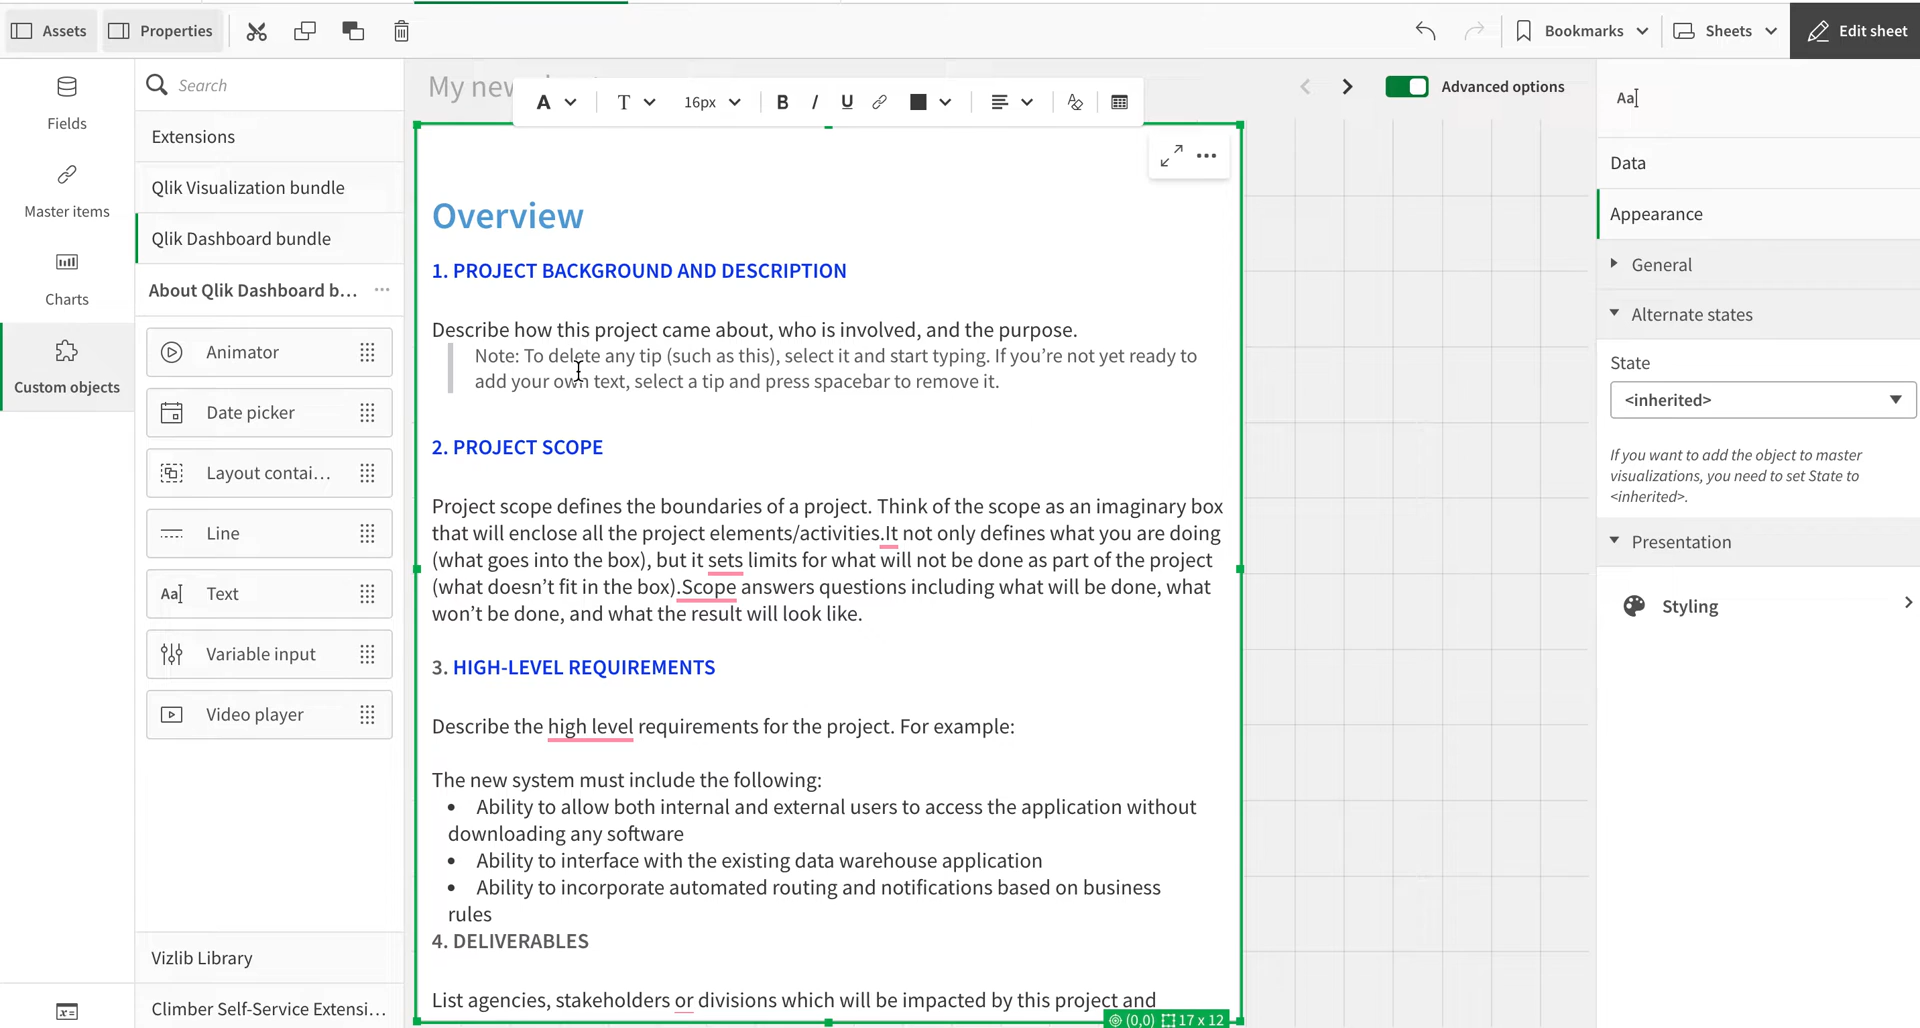 Assets
Properties
Bookmarks
Sheets
Edit sheet
Fields
Master items
Charts
Custom objects
Search
Extensions
Qlik Visualization bundle
Qlik Dashboard bundle
About Qlik Dashboard b...
Animator
Date picker
Layout contai...
Line
Aa Text
Variable input
Video player
Vizlib Library
Climber Self-Service Extensi...
My new
A T 16px B I U
Advanced options
Overview
1. PROJECT BACKGROUND AND DESCRIPTION
Describe how this project came about, who is involved, and the purpose.
Note: To delete any tip (such as this), select it and start typing. If you’re not yet ready to
add your own text, select a tip and press spacebar to remove it.
2. PROJECT SCOPE
Project scope defines the boundaries of a project. Think of the scope as an imaginary box
that will enclose all the project elements/activities.It not only defines what you are doing
(what goes into the box), but it sets limits for what will not be done as part of the project
(what doesn’t fit in the box).Scope answers questions including what will be done, what
won’t be done, and what the result will look like.
3. HIGH-LEVEL REQUIREMENTS
Describe the high level requirements for the project. For example:
The new system must include the following:
• Ability to allow both internal and external users to access the application without
downloading any software
• Ability to interface with the existing data warehouse application
• Ability to incorporate automated routing and notifications based on business
rules
4. DELIVERABLES
List agencies, stakeholders or divisions which will be impacted by this project and
(0,0) 17 x 12
Aa
Data
Appearance
General
Alternate states
State
<inherited>
If you want to add the object to master
visualizations, you need to set State to
<inherited>.
Presentation
Styling